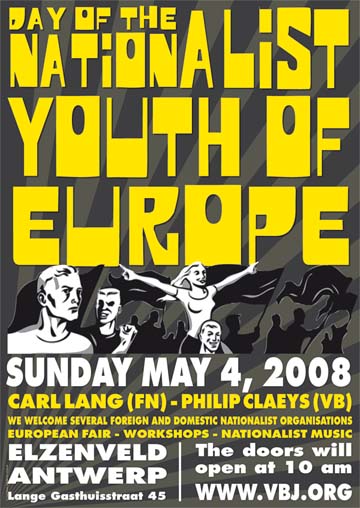 DAY OF THE
NATIONALIST
YOUTH OF
EUROPE
SUNDAY MAY 4, 2008
CARL LANG (FN) - PHILIP CLAEYS (VB)
WE WELCOME SEVERAL FOREIGN AND DOMESTIC NATIONALIST ORGANISATIONS
EUROPEAN FAIR - WORKSHOPS - NATIONALIST MUSIC
ELZENVELD
ANTWERP
Lange Gasthuisstraat 45
The doors will
open at 10 am
WWW.VBJ.ORG